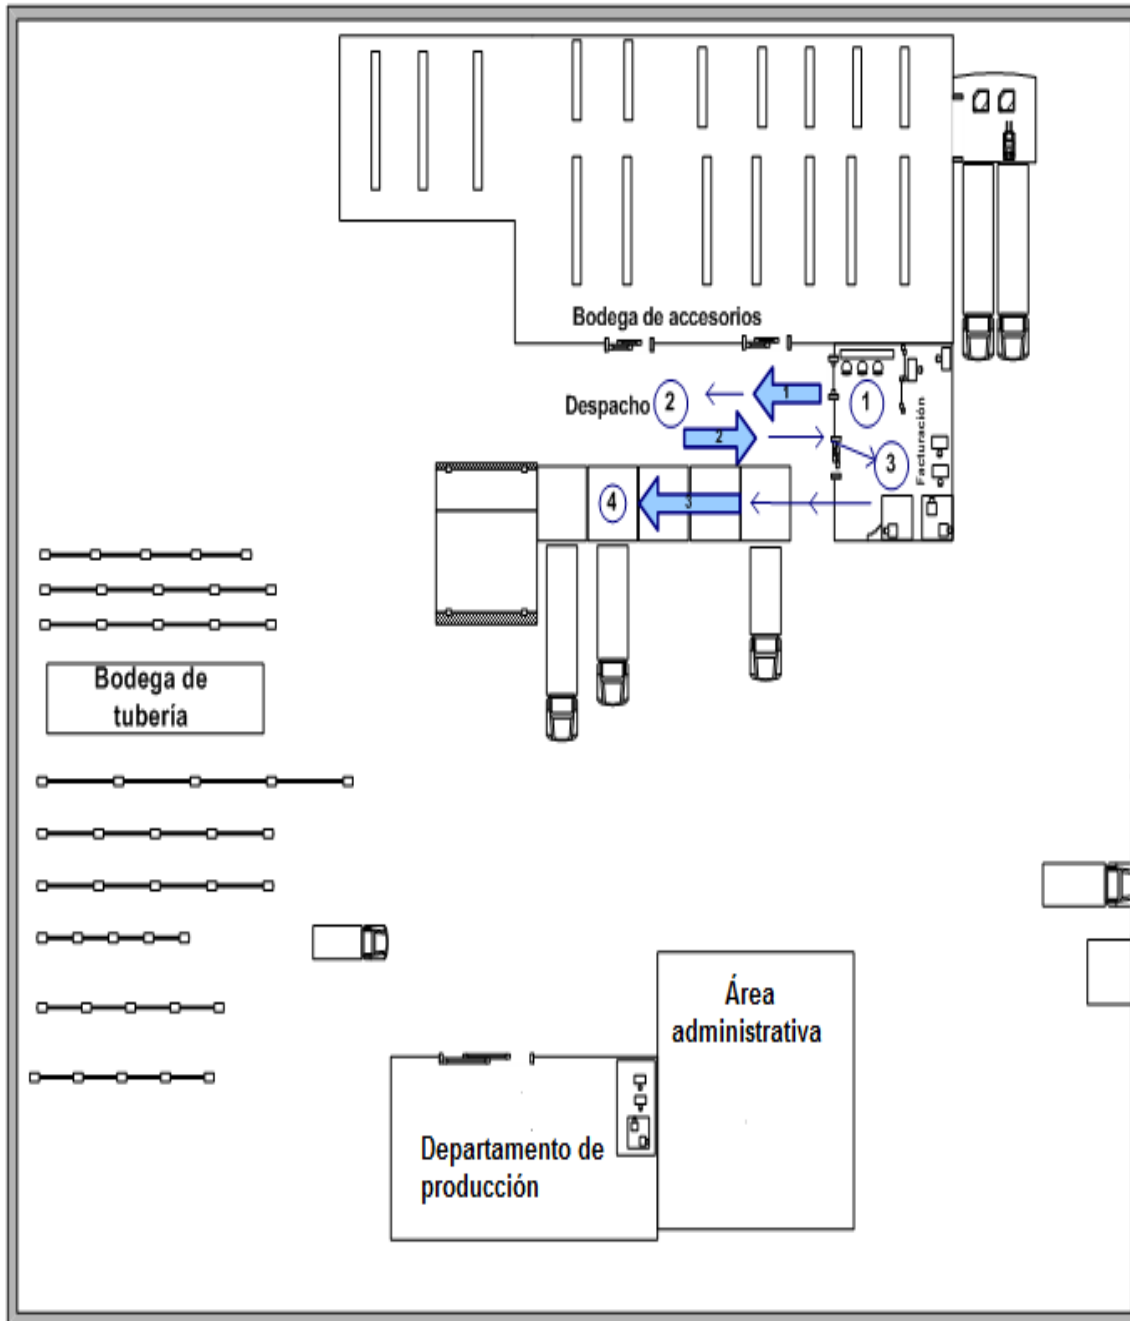 Bodega de accesorios
1
1
Despacho
2
2
3
Facturación
4
3
Bodega de
tubería
Área
administrativa
Departamento de
producción